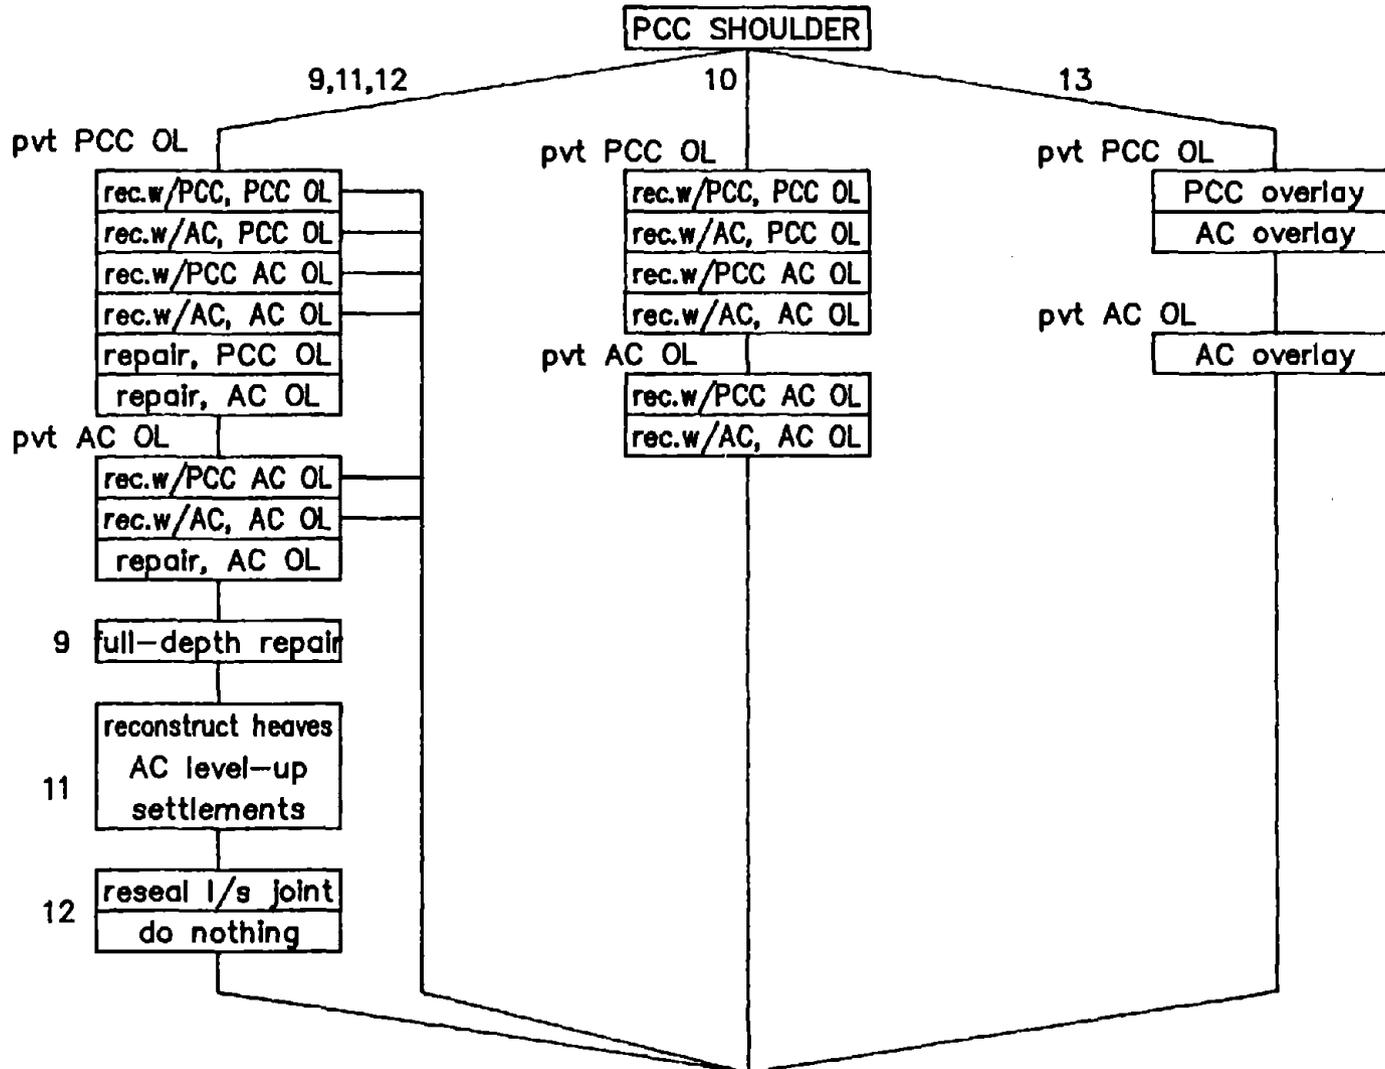 PCC SHOULDER
9,11,12
10
13
pvt PCC OL
rec.w/PCC, PCC OL
rec.w/AC, PCC OL
rec.w/PCC AC OL
rec.w/AC, AC OL
repair, PCC OL
repair, AC OL
pvt AC OL
rec.w/PCC AC OL
rec.w/AC, AC OL
repair, AC OL
9
full-depth repair
11
reconstruct heaves
AC level-up
settlements
12
reseal l/s joint
do nothing
pvt PCC OL
rec.w/PCC, PCC OL
rec.w/AC, PCC OL
rec.w/PCC AC OL
rec.w/AC, AC OL
pvt AC OL
rec.w/PCC AC OL
rec.w/AC, AC OL
pvt PCC OL
PCC overlay
AC overlay
pvt AC OL
AC overlay